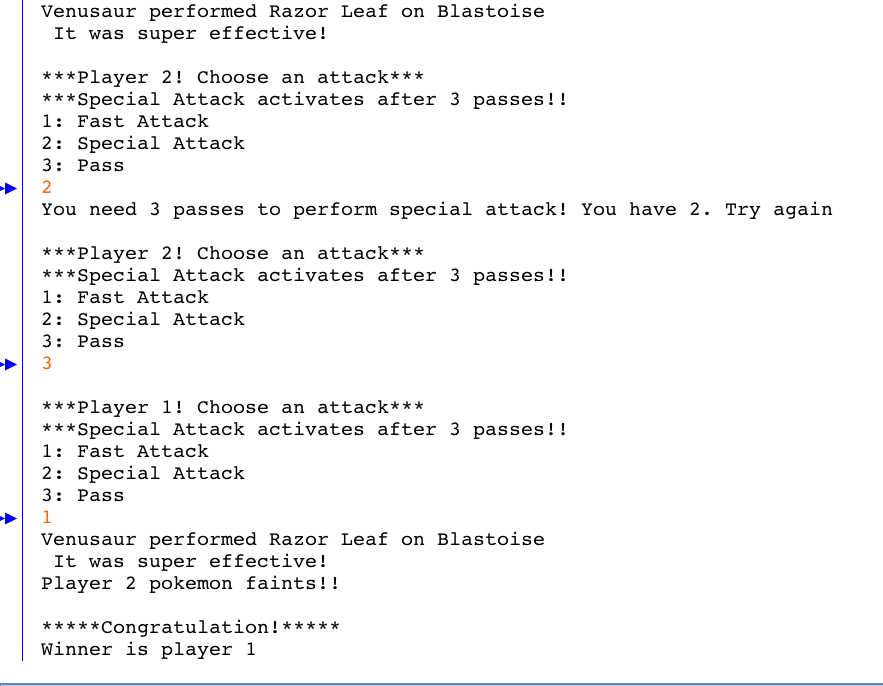 Venusaur performed Razor Leaf on Blastoise
 It was super effective!

***Player 2! Choose an attack***
***Special Attack activates after 3 passes!!
1: Fast Attack
2: Special Attack
3: Pass
2
You need 3 passes to perform special attack! You have 2. Try again

***Player 2! Choose an attack***
***Special Attack activates after 3 passes!!
1: Fast Attack
2: Special Attack
3: Pass
3

***Player 1! Choose an attack***
***Special Attack activates after 3 passes!!
1: Fast Attack
2: Special Attack
3: Pass
1
Venusaur performed Razor Leaf on Blastoise
 It was super effective!
Player 2 pokemon faints!!

*****Congratulation!*****
Winner is player 1